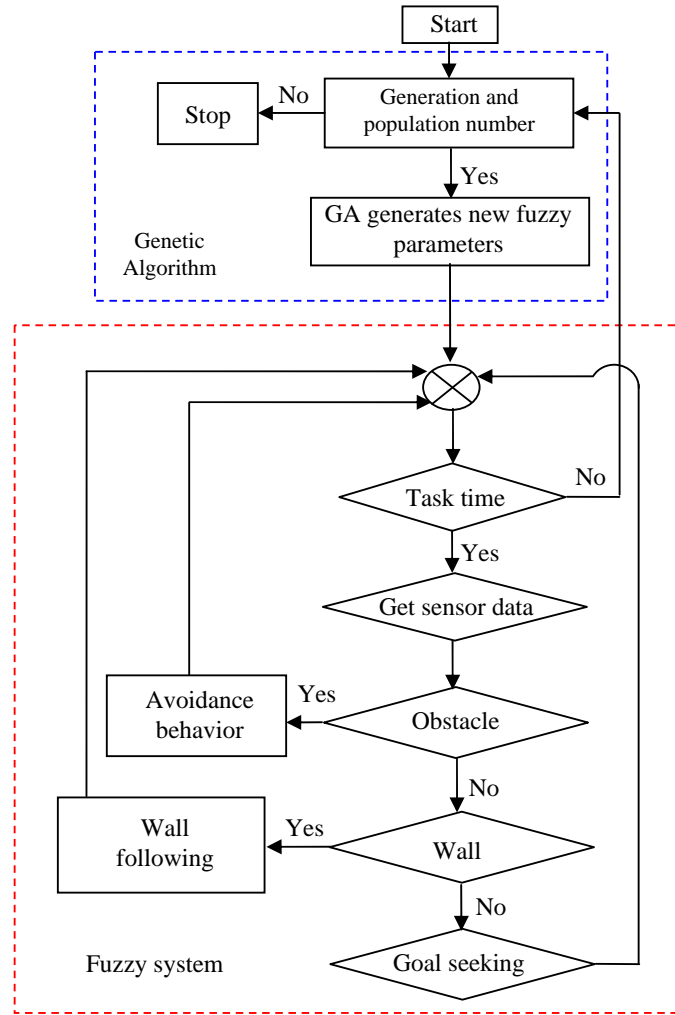 Start
No
Generation and
population number
Stop
Yes
GA generates new fuzzy
parameters
Genetic
Algorithm
No
Task time
Yes
Get sensor data
Yes
Avoidance
behavior
Obstacle
No
Yes
Wall
following
Wall
No
Goal seeking
Fuzzy system